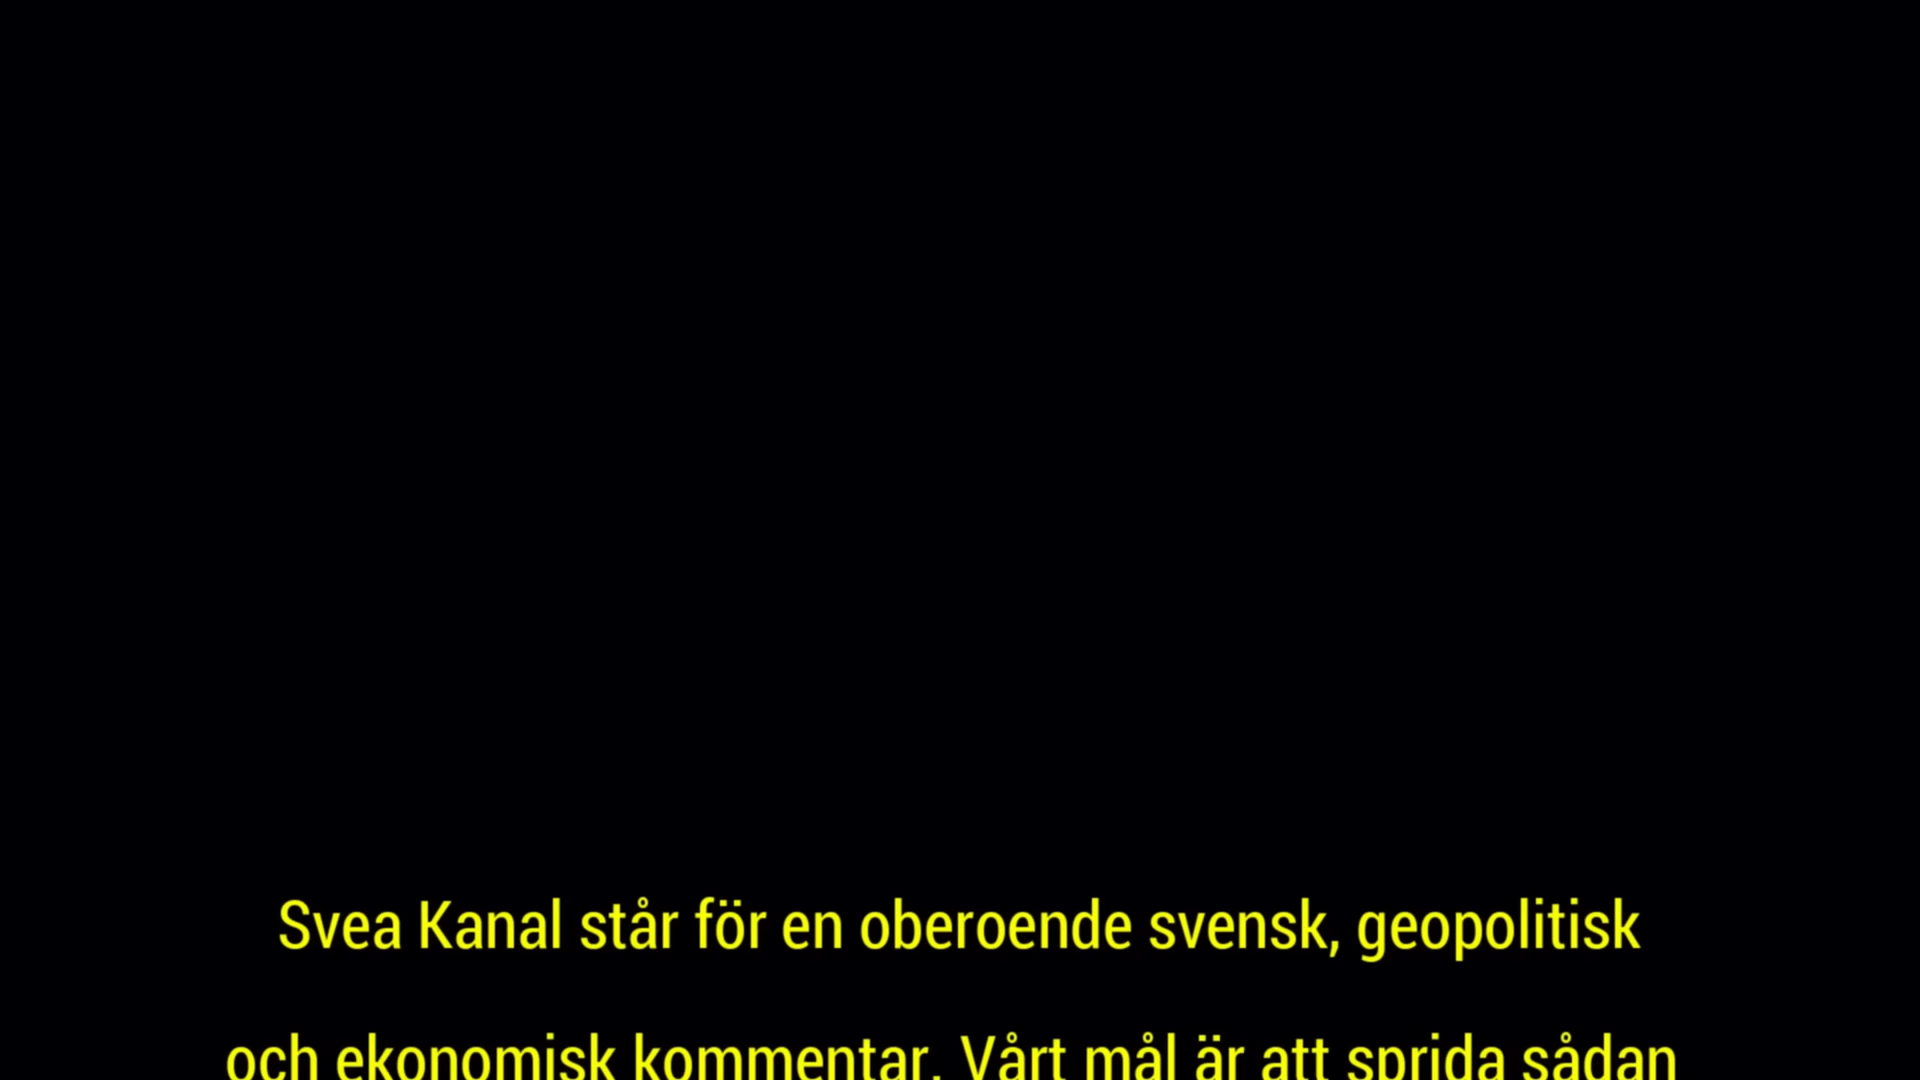 Svea Kanal står för en oberoende svensk, geopolitisk
och ekonomisk kommentar. Vårt mål är att sprida sådan